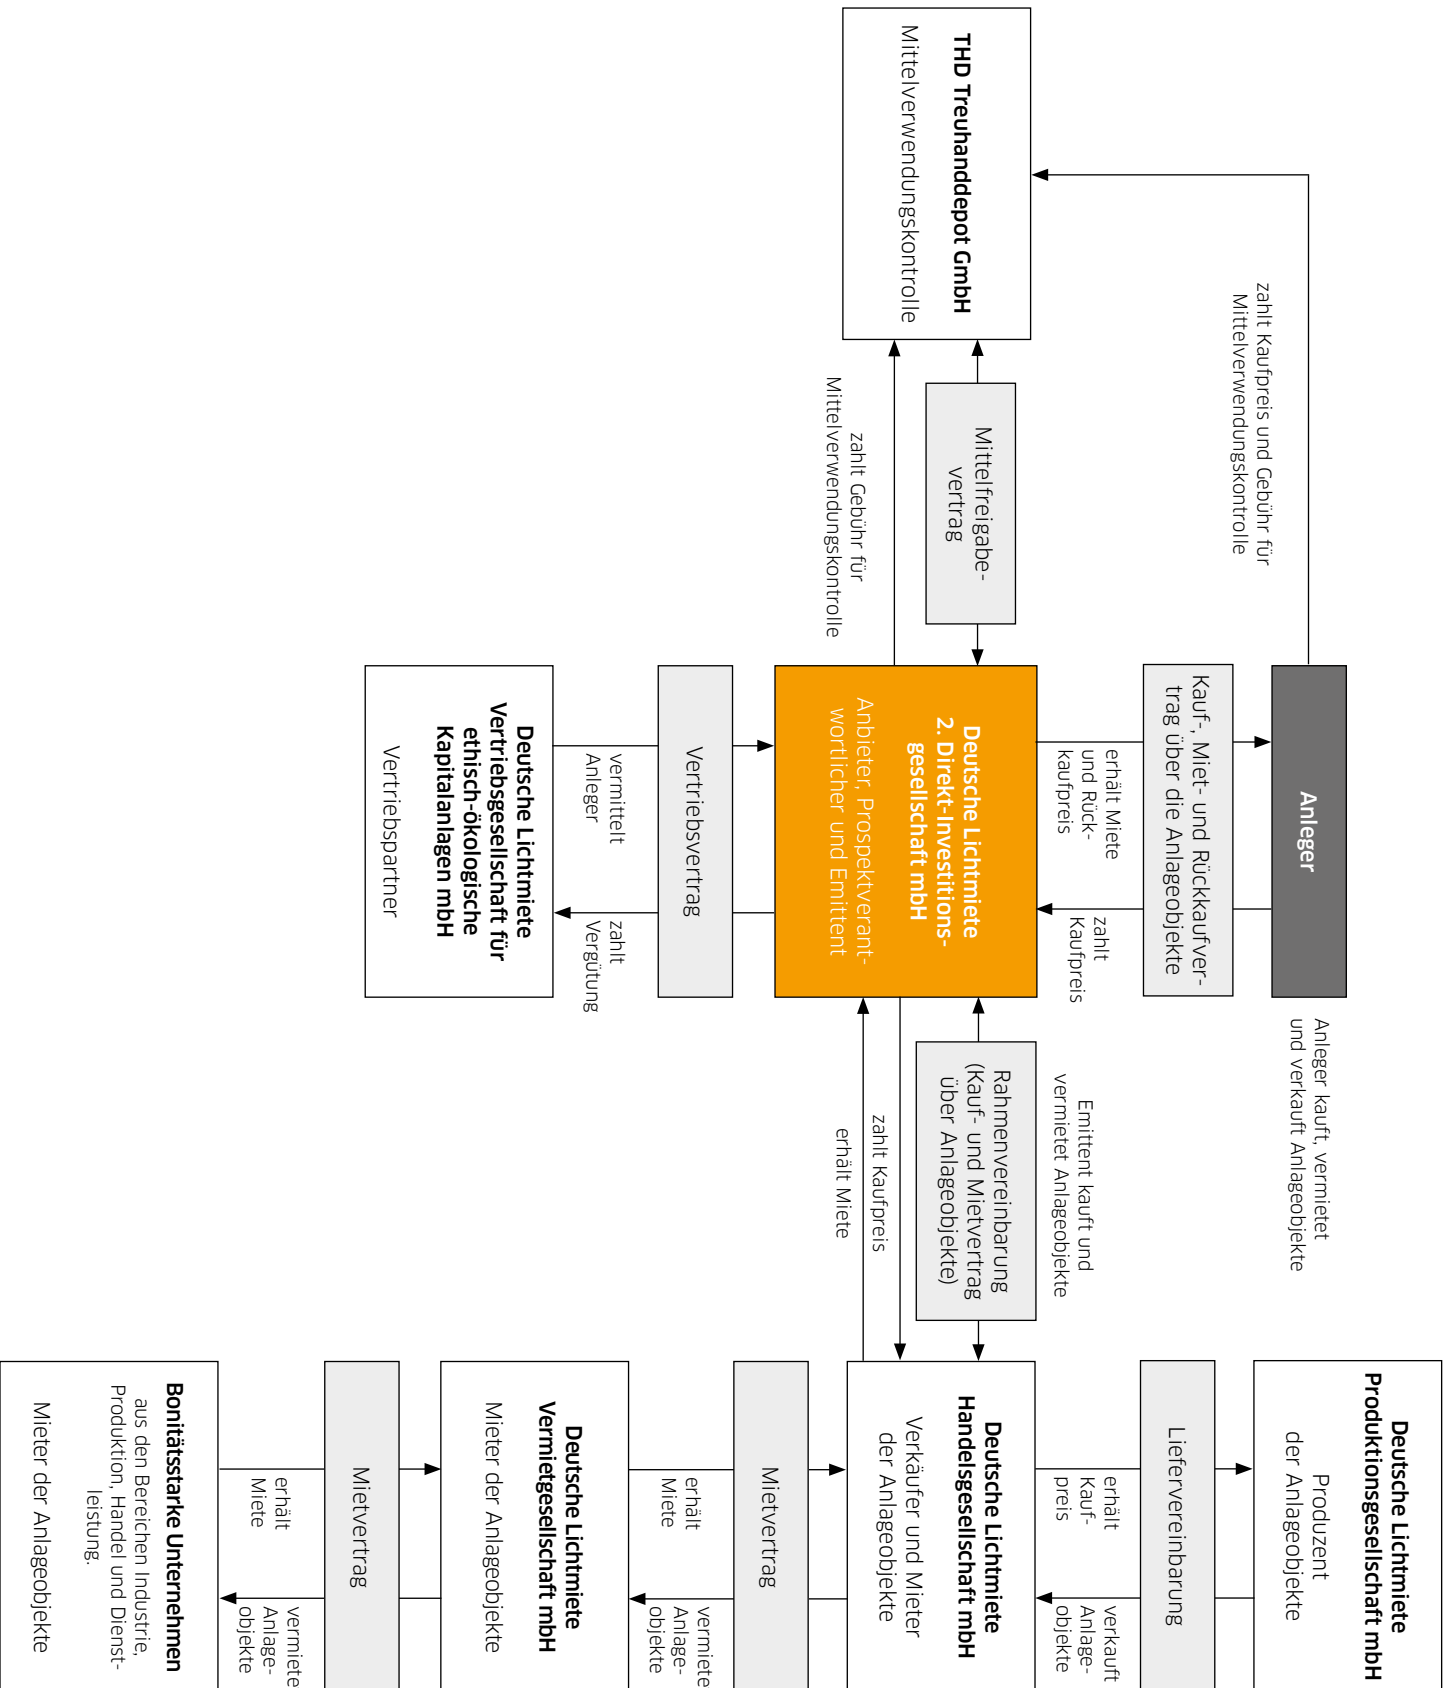 THD Treuhanddepot GmbH
Mittelverwendungskontrolle
zahlt Kaufpreis und Gebühr für
Mittelverwendungskontrolle
Mittelfreigabe-
vertrag
zahlt Gebühr für
Mittelverwendungskontrolle
Anleger
Kauf-, Miet- und Rückkaufver-
trag über die Anlageobjekte
erhält Miete
und Rück-
kaufpreis
zahlt
Kaufpreis
Deutsche Lichtmiete
2. Direkt-Investitions-
gesellschaft mbH
Anbieter, Prospektverant-
wortlicher und Emittent
Vertriebsvertrag
vermittelt
Anleger
zahlt
Vergütung
Deutsche Lichtmiete
Vertriebsgesellschaft für
ethisch-ökologische
Kapitalanlagen mbH
Vertriebspartner
Anleger kauft, vermietet
und verkauft Anlageobjekte
Emittent kauft und
vermietet Anlageobjekte
Rahmenvereinbarung
(Kauf- und Mietvertrag
über Anlageobjekte)
zahlt Kaufpreis
erhält Miete
Deutsche Lichtmiete
Produktionsgesellschaft mbH
Produzent
der Anlageobjekte
Liefervereinbarung
erhält
Kauf-
preis
verkauft
Anlage-
objekte
Deutsche Lichtmiete
Handelsgesellschaft mbH
Verkäufer und Mieter
der Anlageobjekte
Mietvertrag
erhält
Miete
vermiete
Anlage-
objekte
Deutsche Lichtmiete
Vermietgesellschaft mbH
Mieter der Anlageobjekte
Mietvertrag
erhält
Miete
vermiete
Anlage-
objekte
Bonitätsstarke Unternehmen
aus den Bereichen Industrie,
Produktion, Handel und Dienst-
leistung.
Mieter der Anlageobjekte